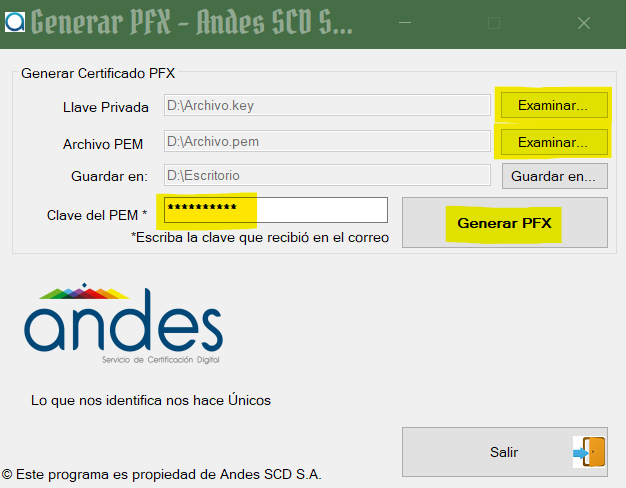 Generar PFX - Andes SCD S...
Generar Certificado PFX
Llave Privada D:\Archivo.key Examinar...
Archivo PEM D:\Archivo.pem Examinar...
Guardar en: D:\Escritorio Guardar en...
Clave del PEM * ********** Generar PFX
*Escriba la clave que recibió en el correo
andes
Servicio de Certificación Digital
Lo que nos identifica nos hace Únicos
Salir
© Este programa es propiedad de Andes SCD S.A.